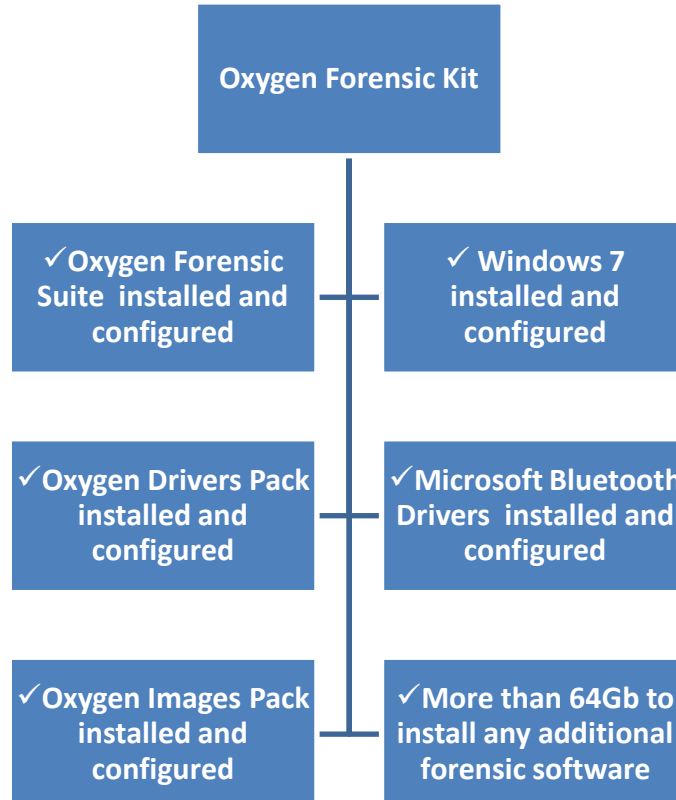 Oxygen Forensic Kit
✓Oxygen Forensic
Suite installed and
configured
✓ Windows 7
installed and
configured
✓Oxygen Drivers Pack
installed and
configured
✓Microsoft Bluetooth
Drivers installed and
configured
✓Oxygen Images Pack
installed and
configured
✓More than 64Gb to
install any additional
forensic software